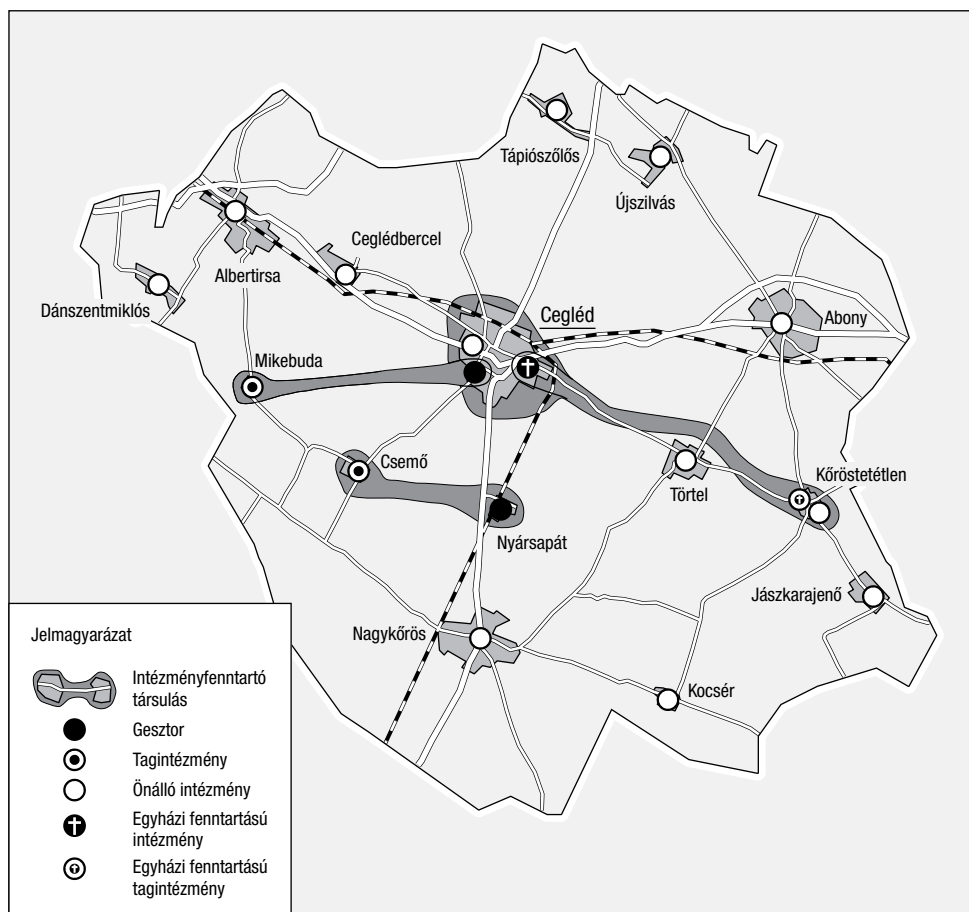 Tápiószőlős
Újszilvás
Ceglédbercel
Albertirsa
Dánszentmiklós
Cegléd
Abony
Mikebuda
Csemő
Törtel
Kőröstetétlen
Nyársapát
Jászkarajenő
Nagykőrös
Kocsér
Jelmagyarázat
Intézményfenntartó
társulás
Gesztor
Tagintézmény
Önálló intézmény
Egyházi fenntartású
intézmény
Egyházi fenntartású
tagintézmény